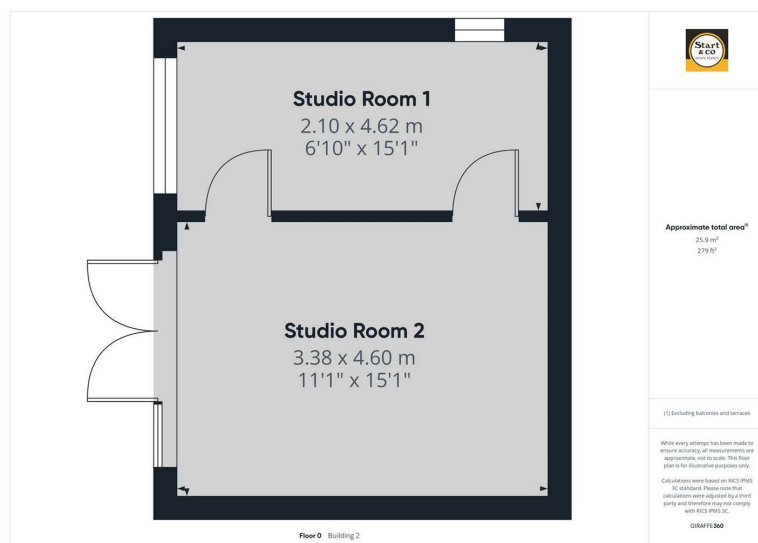 Studio Room 1
2.10 x 4.62 m
6'10" x 15'1"
Studio Room 2
3.38 x 4.60 m
11'1" x 15'1"
Floor 0 Building 2
Start
& CO
ESTATE AGENTS
Approximate total area(1)
25.9 m²
279 ft²
(1) Excluding balconies and terraces
While every attempt has been made to
ensure accuracy, all measurements are
approximate, not to scale. This floor
plan is for illustrative purposes only.
Calculations were based on RICS IPMS
3C standard. Please note that
calculations were adjusted by a third
party and therefore may not comply
with RICS IPMS 3C.
GIRAFFE360